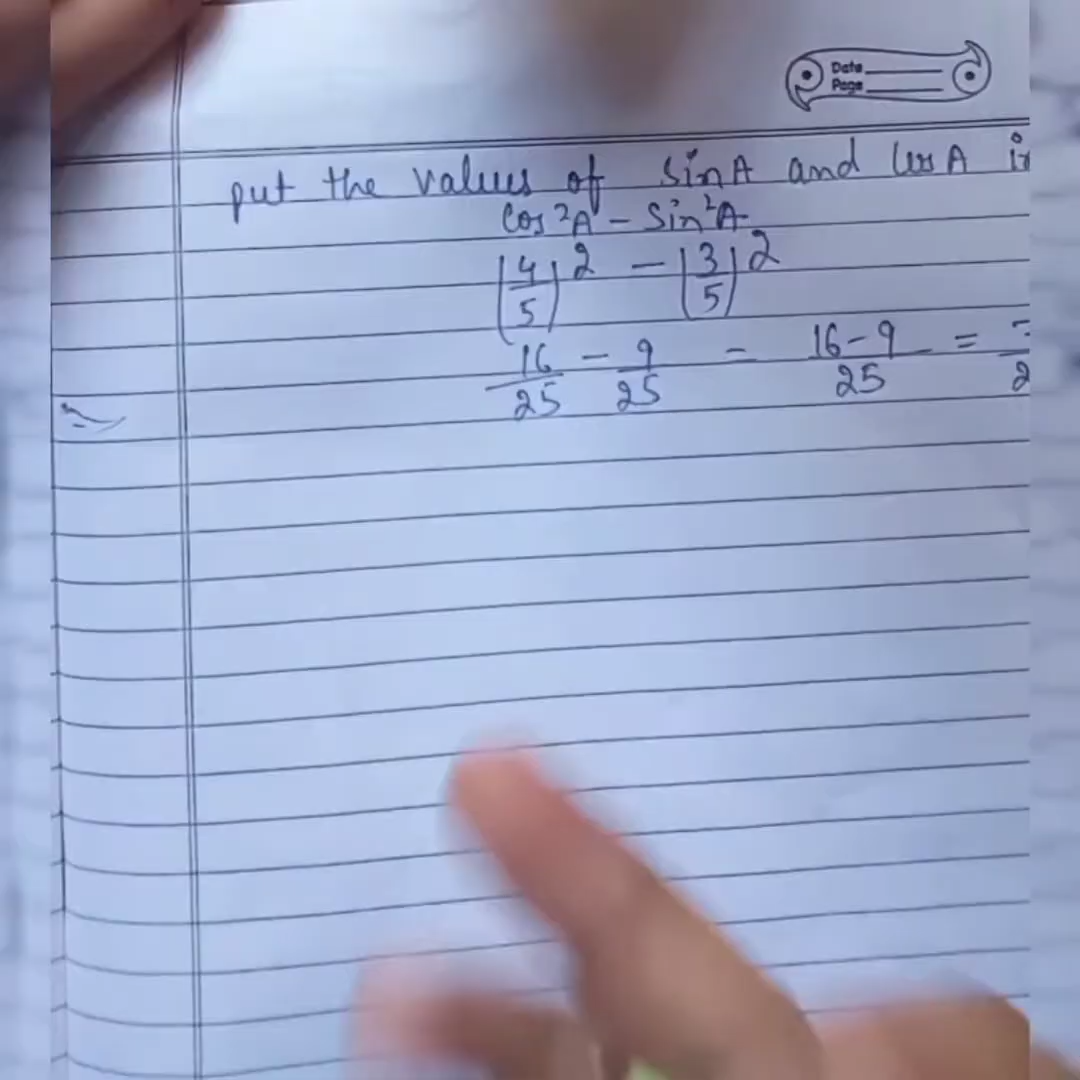 Date
Page
put the values of sinA and cos A in
cos²A - sin²A
(4/5)² - (3/5)²
16/25 - 9/25 = 16-9/25 =